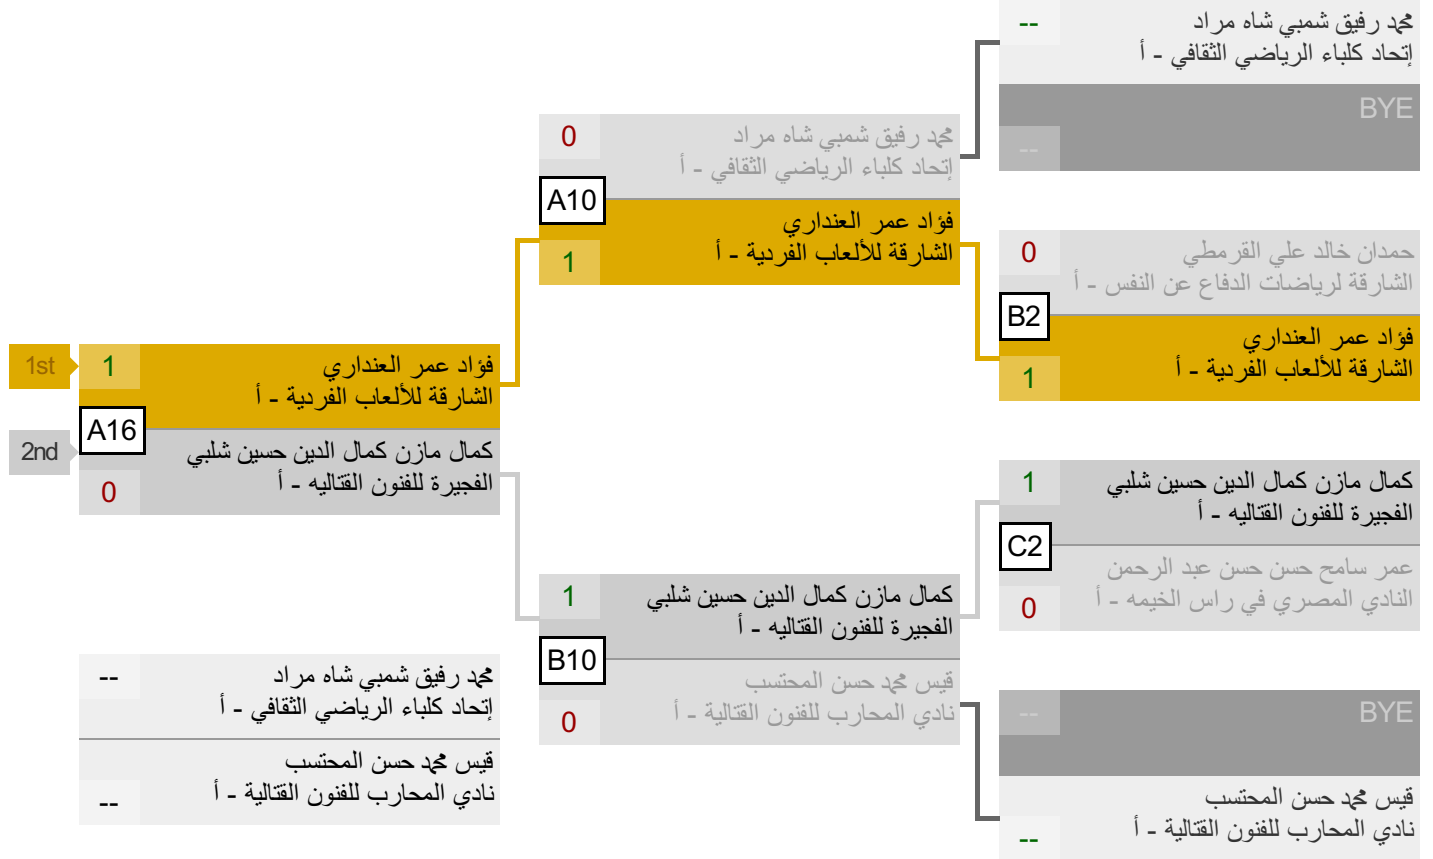 --
محمد رفيق شمبي شاه مراد
إتحاد كلباء الرياضي الثقافي - أ
BYE
--
0
محمد رفيق شمبي شاه مراد
إتحاد كلباء الرياضي الثقافي - أ
A10
فؤاد عمر العنداري
الشارقة للألعاب الفردية - أ
1
0
حمدان خالد علي القرمطي
الشارقة لرياضات الدفاع عن النفس - أ
B2
فؤاد عمر العنداري
الشارقة للألعاب الفردية - أ
1
1st
1
فؤاد عمر العنداري
الشارقة للألعاب الفردية - أ
A16
2nd
كمال مازن كمال الدين حسين شلبي
الفجيرة للفنون القتاليه - أ
0
1
كمال مازن كمال الدين حسين شلبي
الفجيرة للفنون القتاليه - أ
C2
عمر سامح حسن حسن عبد الرحمن
النادي المصري في راس الخيمه - أ
0
1
كمال مازن كمال الدين حسين شلبي
الفجيرة للفنون القتاليه - أ
B10
قيس محمد حسن المحتسب
نادي المحارب للفنون القتالية - أ
0
--
محمد رفيق شمبي شاه مراد
إتحاد كلباء الرياضي الثقافي - أ
قيس محمد حسن المحتسب
نادي المحارب للفنون القتالية - أ
--
--
BYE
قيس محمد حسن المحتسب
نادي المحارب للفنون القتالية - أ
--